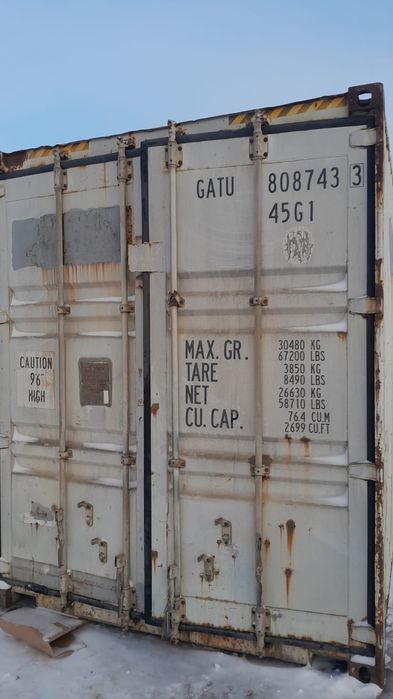 GATU 808743 3
45G1
CAUTION
9'6"
HIGH
MAX. GR. 30480 KG
67200 LBS
TARE 3850 KG
8490 LBS
NET 26630 KG
58710 LBS
CU. CAP. 76.4 CU.M
2699 CU.FT